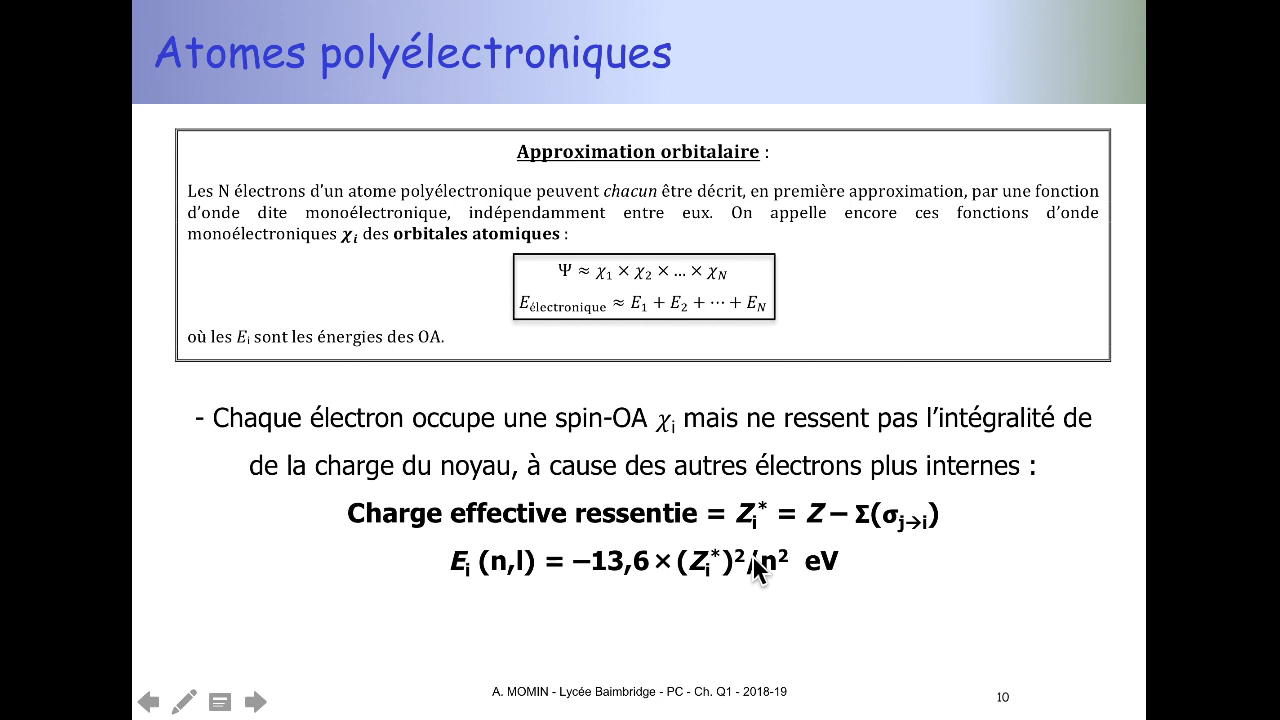 Atomes polyélectroniques
Approximation orbitalaire :
Les N électrons d’un atome polyélectronique peuvent chacun être décrit, en première approximation, par une fonction
d’onde dite monoélectronique, indépendamment entre eux. On appelle encore ces fonctions d’onde
monoélectroniques χᵢ des orbitales atomiques :
Ψ ≈ χ₁ × χ₂ × … × χ_N
E_électronique ≈ E₁ + E₂ + ⋯ + E_N
où les Eᵢ sont les énergies des OA.
- Chaque électron occupe une spin-OA χᵢ mais ne ressent pas l’intégralité de
de la charge du noyau, à cause des autres électrons plus internes :
Charge effective ressentie = Zᵢ* = Z – Σ(σj→i)
Eᵢ (n,l) = –13,6 × (Zᵢ*)²/n² eV
A. MOMIN - Lycée Baimbridge - PC - Ch. Q1 - 2018-19
10